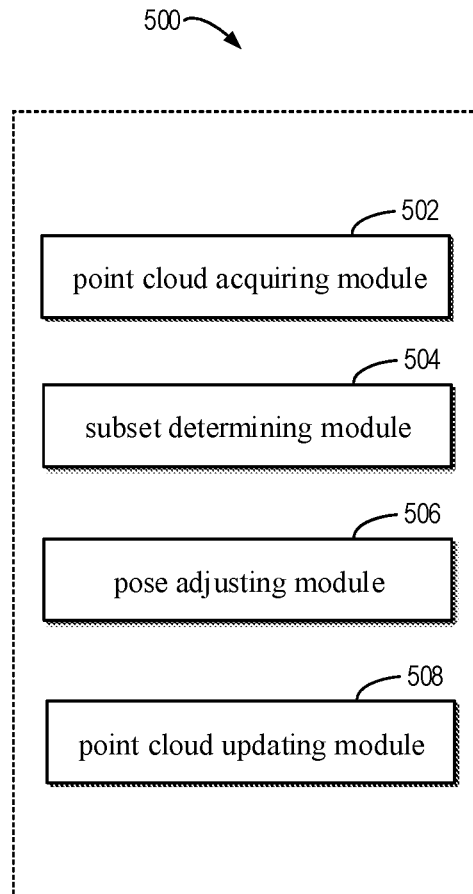 500
502
point cloud acquiring module
504
subset determining module
506
pose adjusting module
508
point cloud updating module